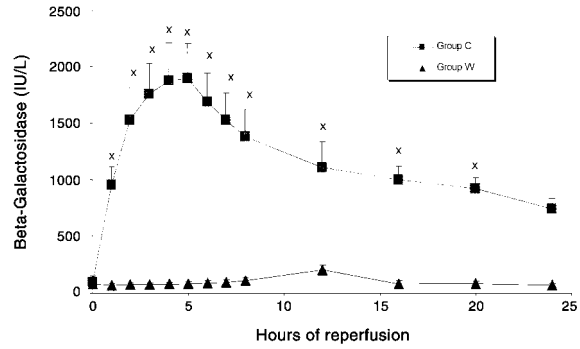 2500
2000
1500
1000
500
0
Beta-Galactosidase (IU/L)
x x x x x x x x x x x
Group C
Group W
0 5 10 15 20 25
Hours of reperfusion